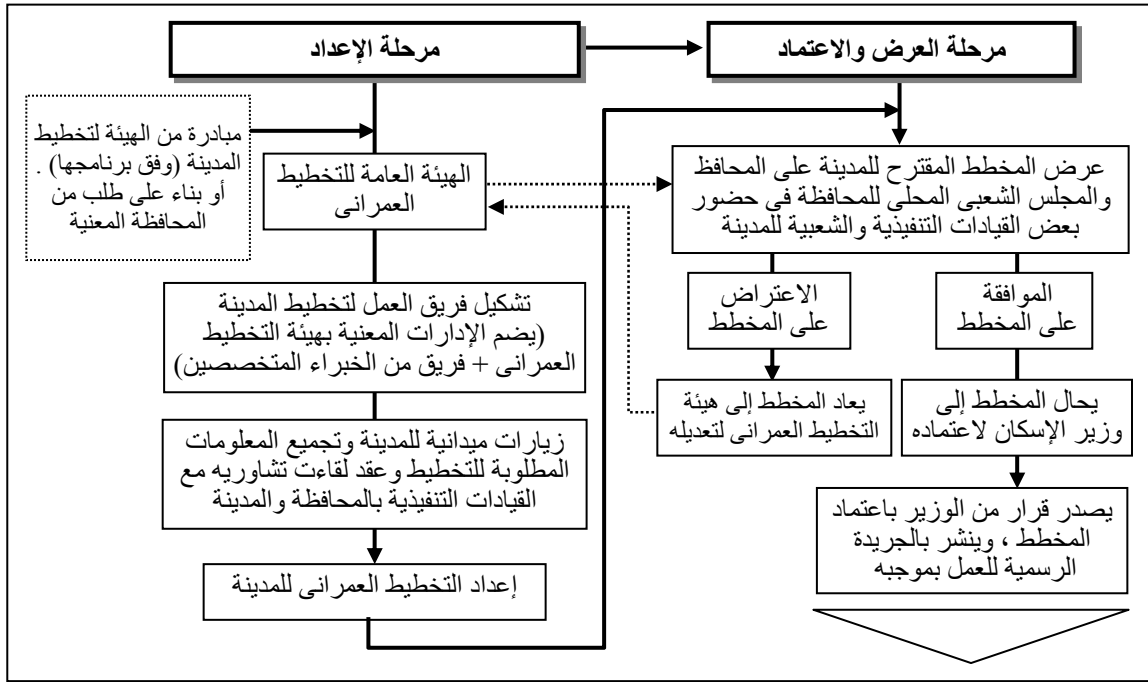 مرحلة الإعداد
مبادرة من الهيئة لتخطيط
المدينة (وفق برنامجها) .
أو بناء على طلب من
المحافظة المعنية
الهيئة العامة للتخطيط
العمرانى
تشكيل فريق العمل لتخطيط المدينة
(يضم الإدارات المعنية بهيئة التخطيط
العمرانى + فريق من الخبراء المتخصصين)
زيارات ميدانية للمدينة وتجميع المعلومات
المطلوبة للتخطيط وعقد لقاءت تشاوريه مع
القيادات التنفيذية بالمحافظة والمدينة
إعداد التخطيط العمرانى للمدينة
مرحلة العرض والاعتماد
عرض المخطط المقترح للمدينة على المحافظ
والمجلس الشعبى المحلى للمحافظة فى حضور
بعض القيادات التنفيذية والشعبية للمدينة
الموافقة
على المخطط
يحال المخطط إلى
وزير الإسكان لاعتماده
يصدر قرار من الوزير باعتماد
المخطط ، وينشر بالجريدة
الرسمية للعمل بموجبه
الاعتراض
على المخطط
يعاد المخطط إلى هيئة
التخطيط العمرانى لتعديله